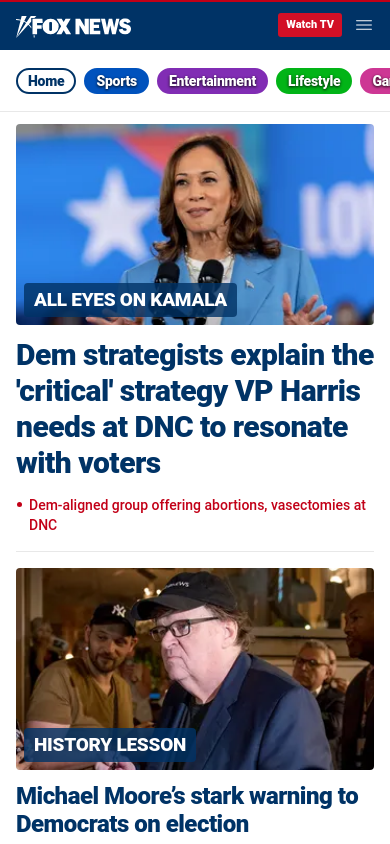 FOX NEWS
Watch TV
Home Sports Entertainment Lifestyle
LO
ALL EYES ON KAMALA
Dem strategists explain the
'critical' strategy VP Harris
needs at DNC to resonate
with voters
• Dem-aligned group offering abortions, vasectomies at
DNC
HISTORY LESSON
Michael Moore’s stark warning to
Democrats on election